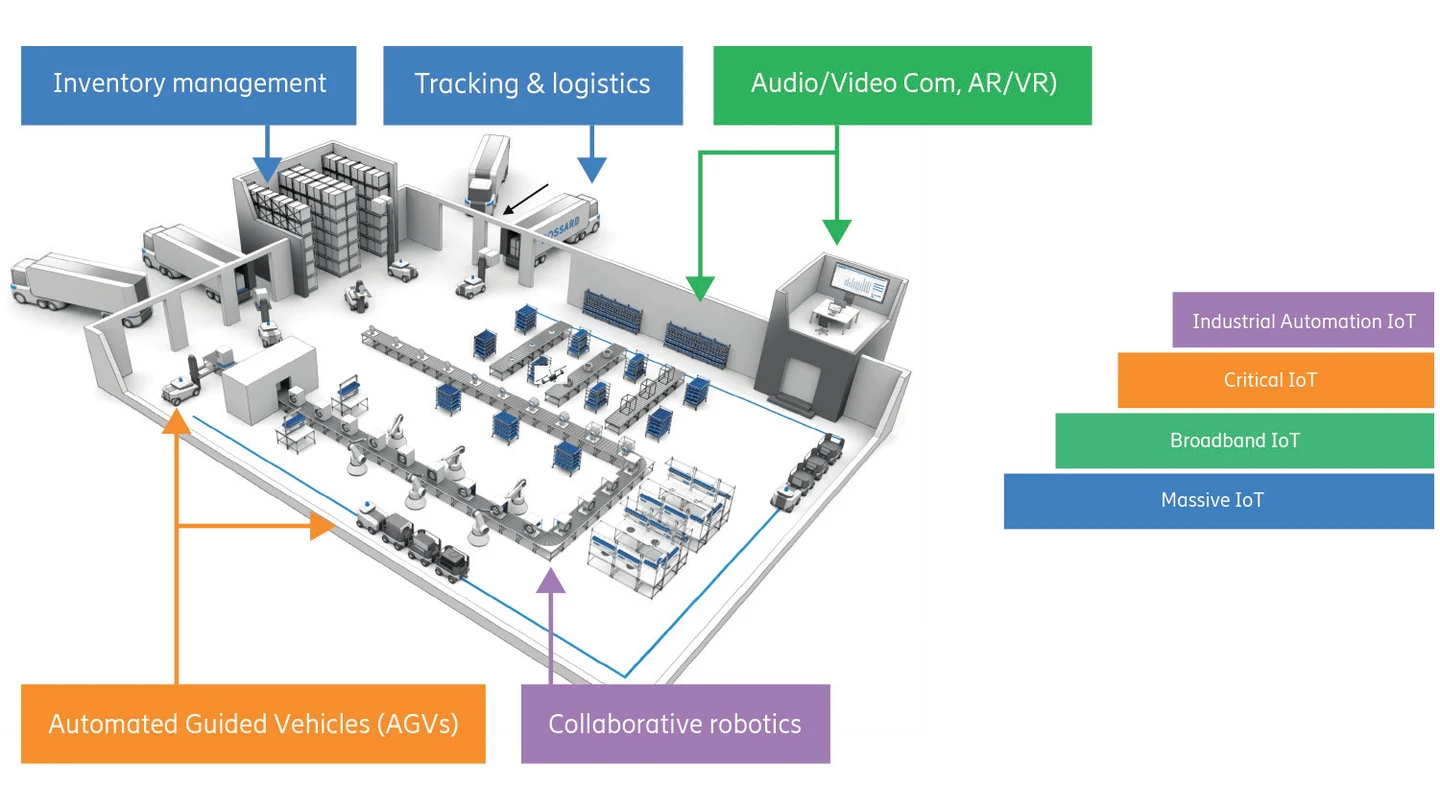 Inventory management
Tracking & logistics
Audio/Video Com, AR/VR)
OSSARD
Industrial Automation IoT
Critical IoT
Broadband IoT
Massive IoT
Automated Guided Vehicles (AGVs)
Collaborative robotics